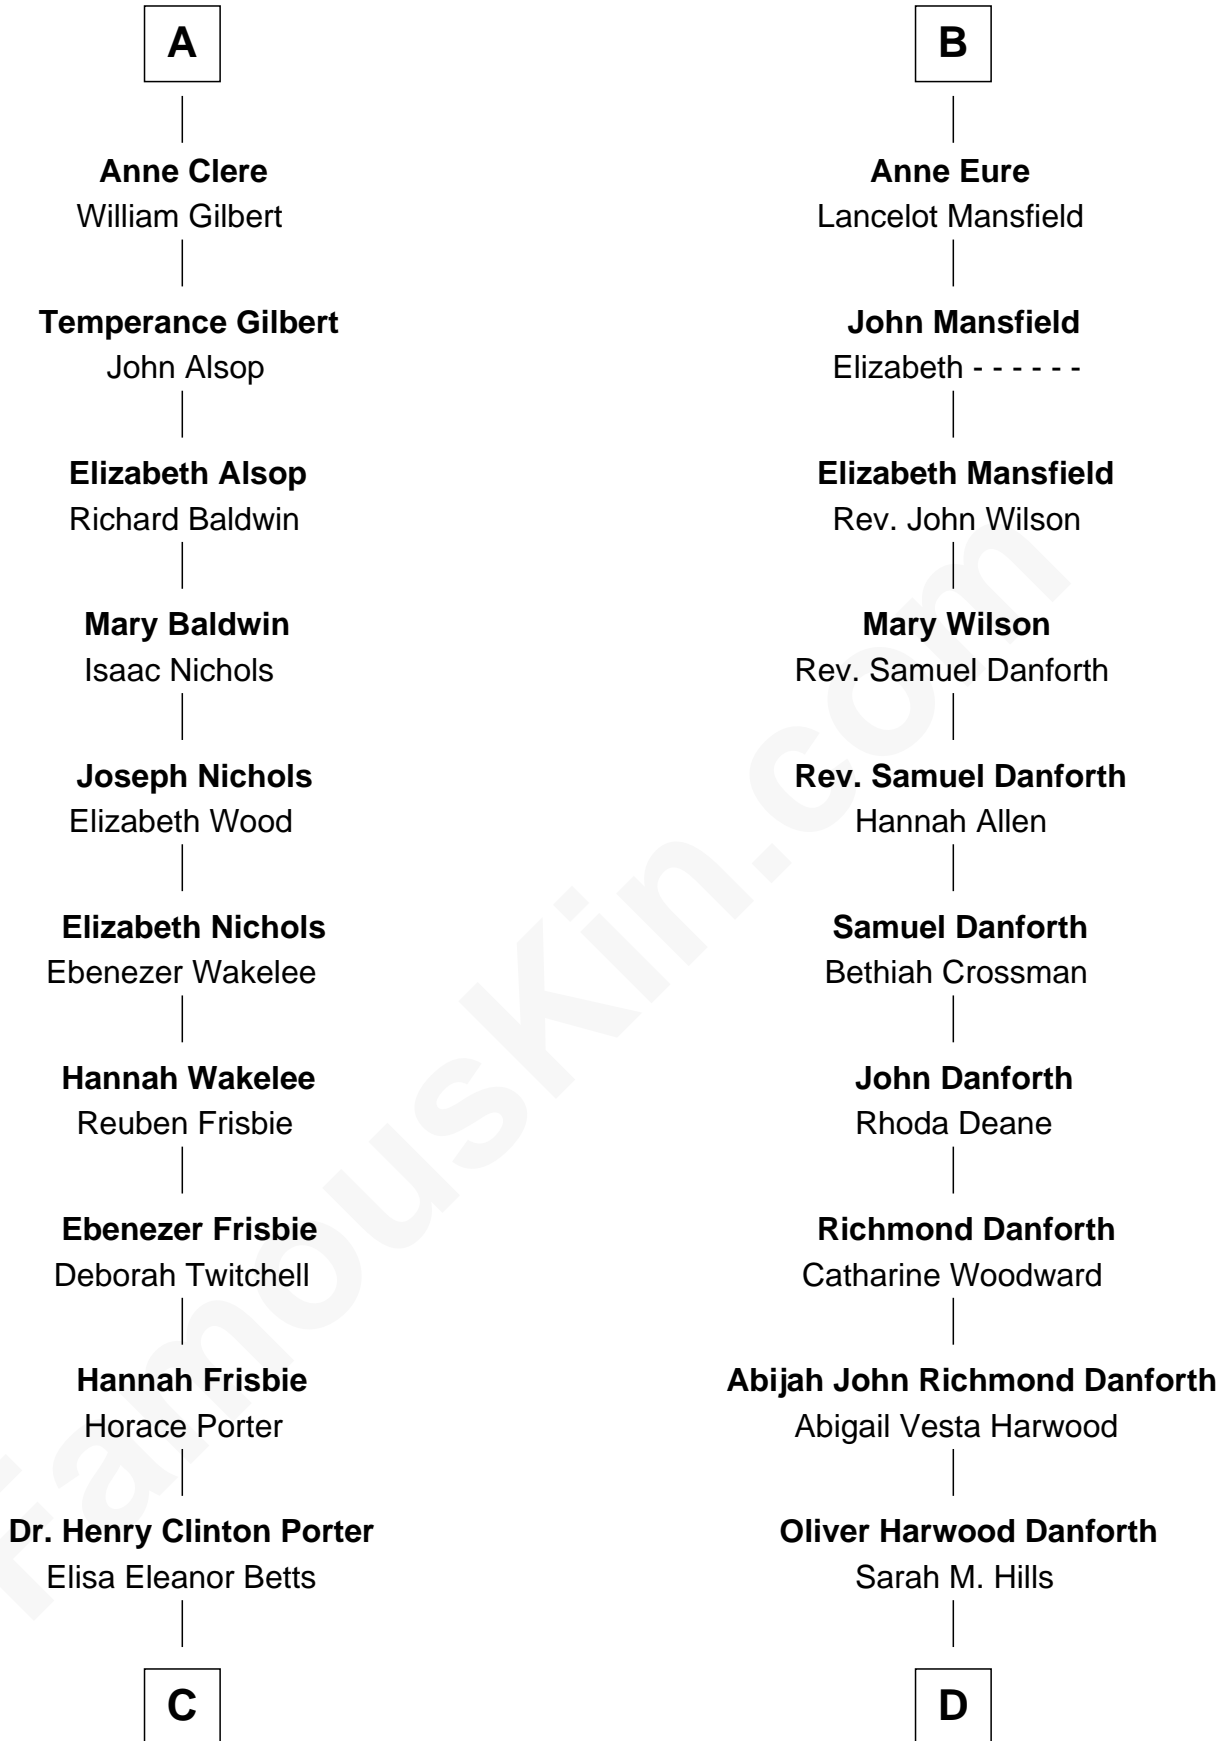 A
Anne Clere
William Gilbert
Temperance Gilbert
John Alsop
Elizabeth Alsop
Richard Baldwin
Mary Baldwin
Isaac Nichols
Joseph Nichols
Elizabeth Wood
Elizabeth Nichols
Ebenezer Wakelee
Hannah Wakelee
Reuben Frisbie
Ebenezer Frisbie
Deborah Twitchell
Hannah Frisbie
Horace Porter
Dr. Henry Clinton Porter
Elisa Eleanor Betts
C
B
Anne Eure
Lancelot Mansfield
John Mansfield
Elizabeth - - - - - -
Elizabeth Mansfield
Rev. John Wilson
Mary Wilson
Rev. Samuel Danforth
Rev. Samuel Danforth
Hannah Allen
Samuel Danforth
Bethiah Crossman
John Danforth
Rhoda Deane
Richmond Danforth
Catharine Woodward
Abijah John Richmond Danforth
Abigail Vesta Harwood
Oliver Harwood Danforth
Sarah M. Hills
D
FamousKin.com